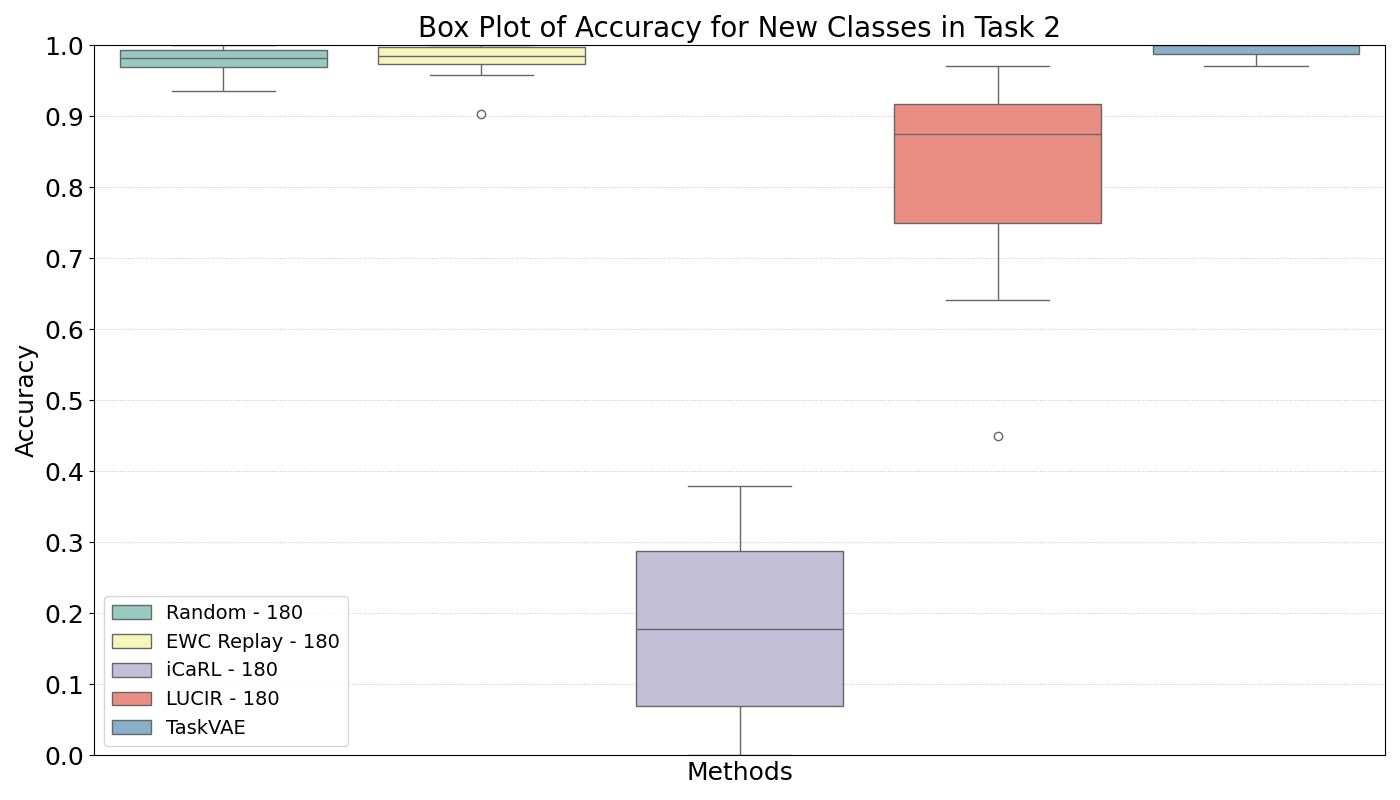 Box Plot of Accuracy for New Classes in Task 2
1.0
0.9
0.8
0.7
0.6
0.5
0.4
0.3
0.2
0.1
0.0
Accuracy
Random - 180
EWC Replay - 180
iCaRL - 180
LUCIR - 180
TaskVAE
Methods